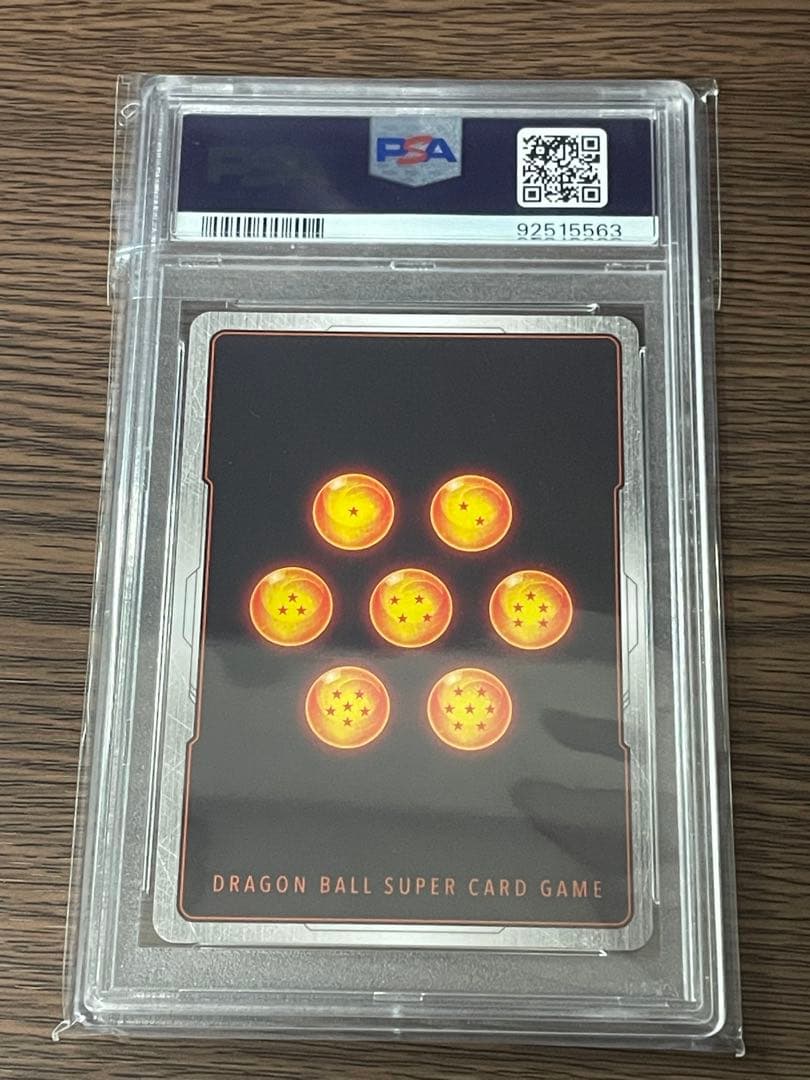 PSA
92515563
DRAGON BALL SUPER CARD GAME